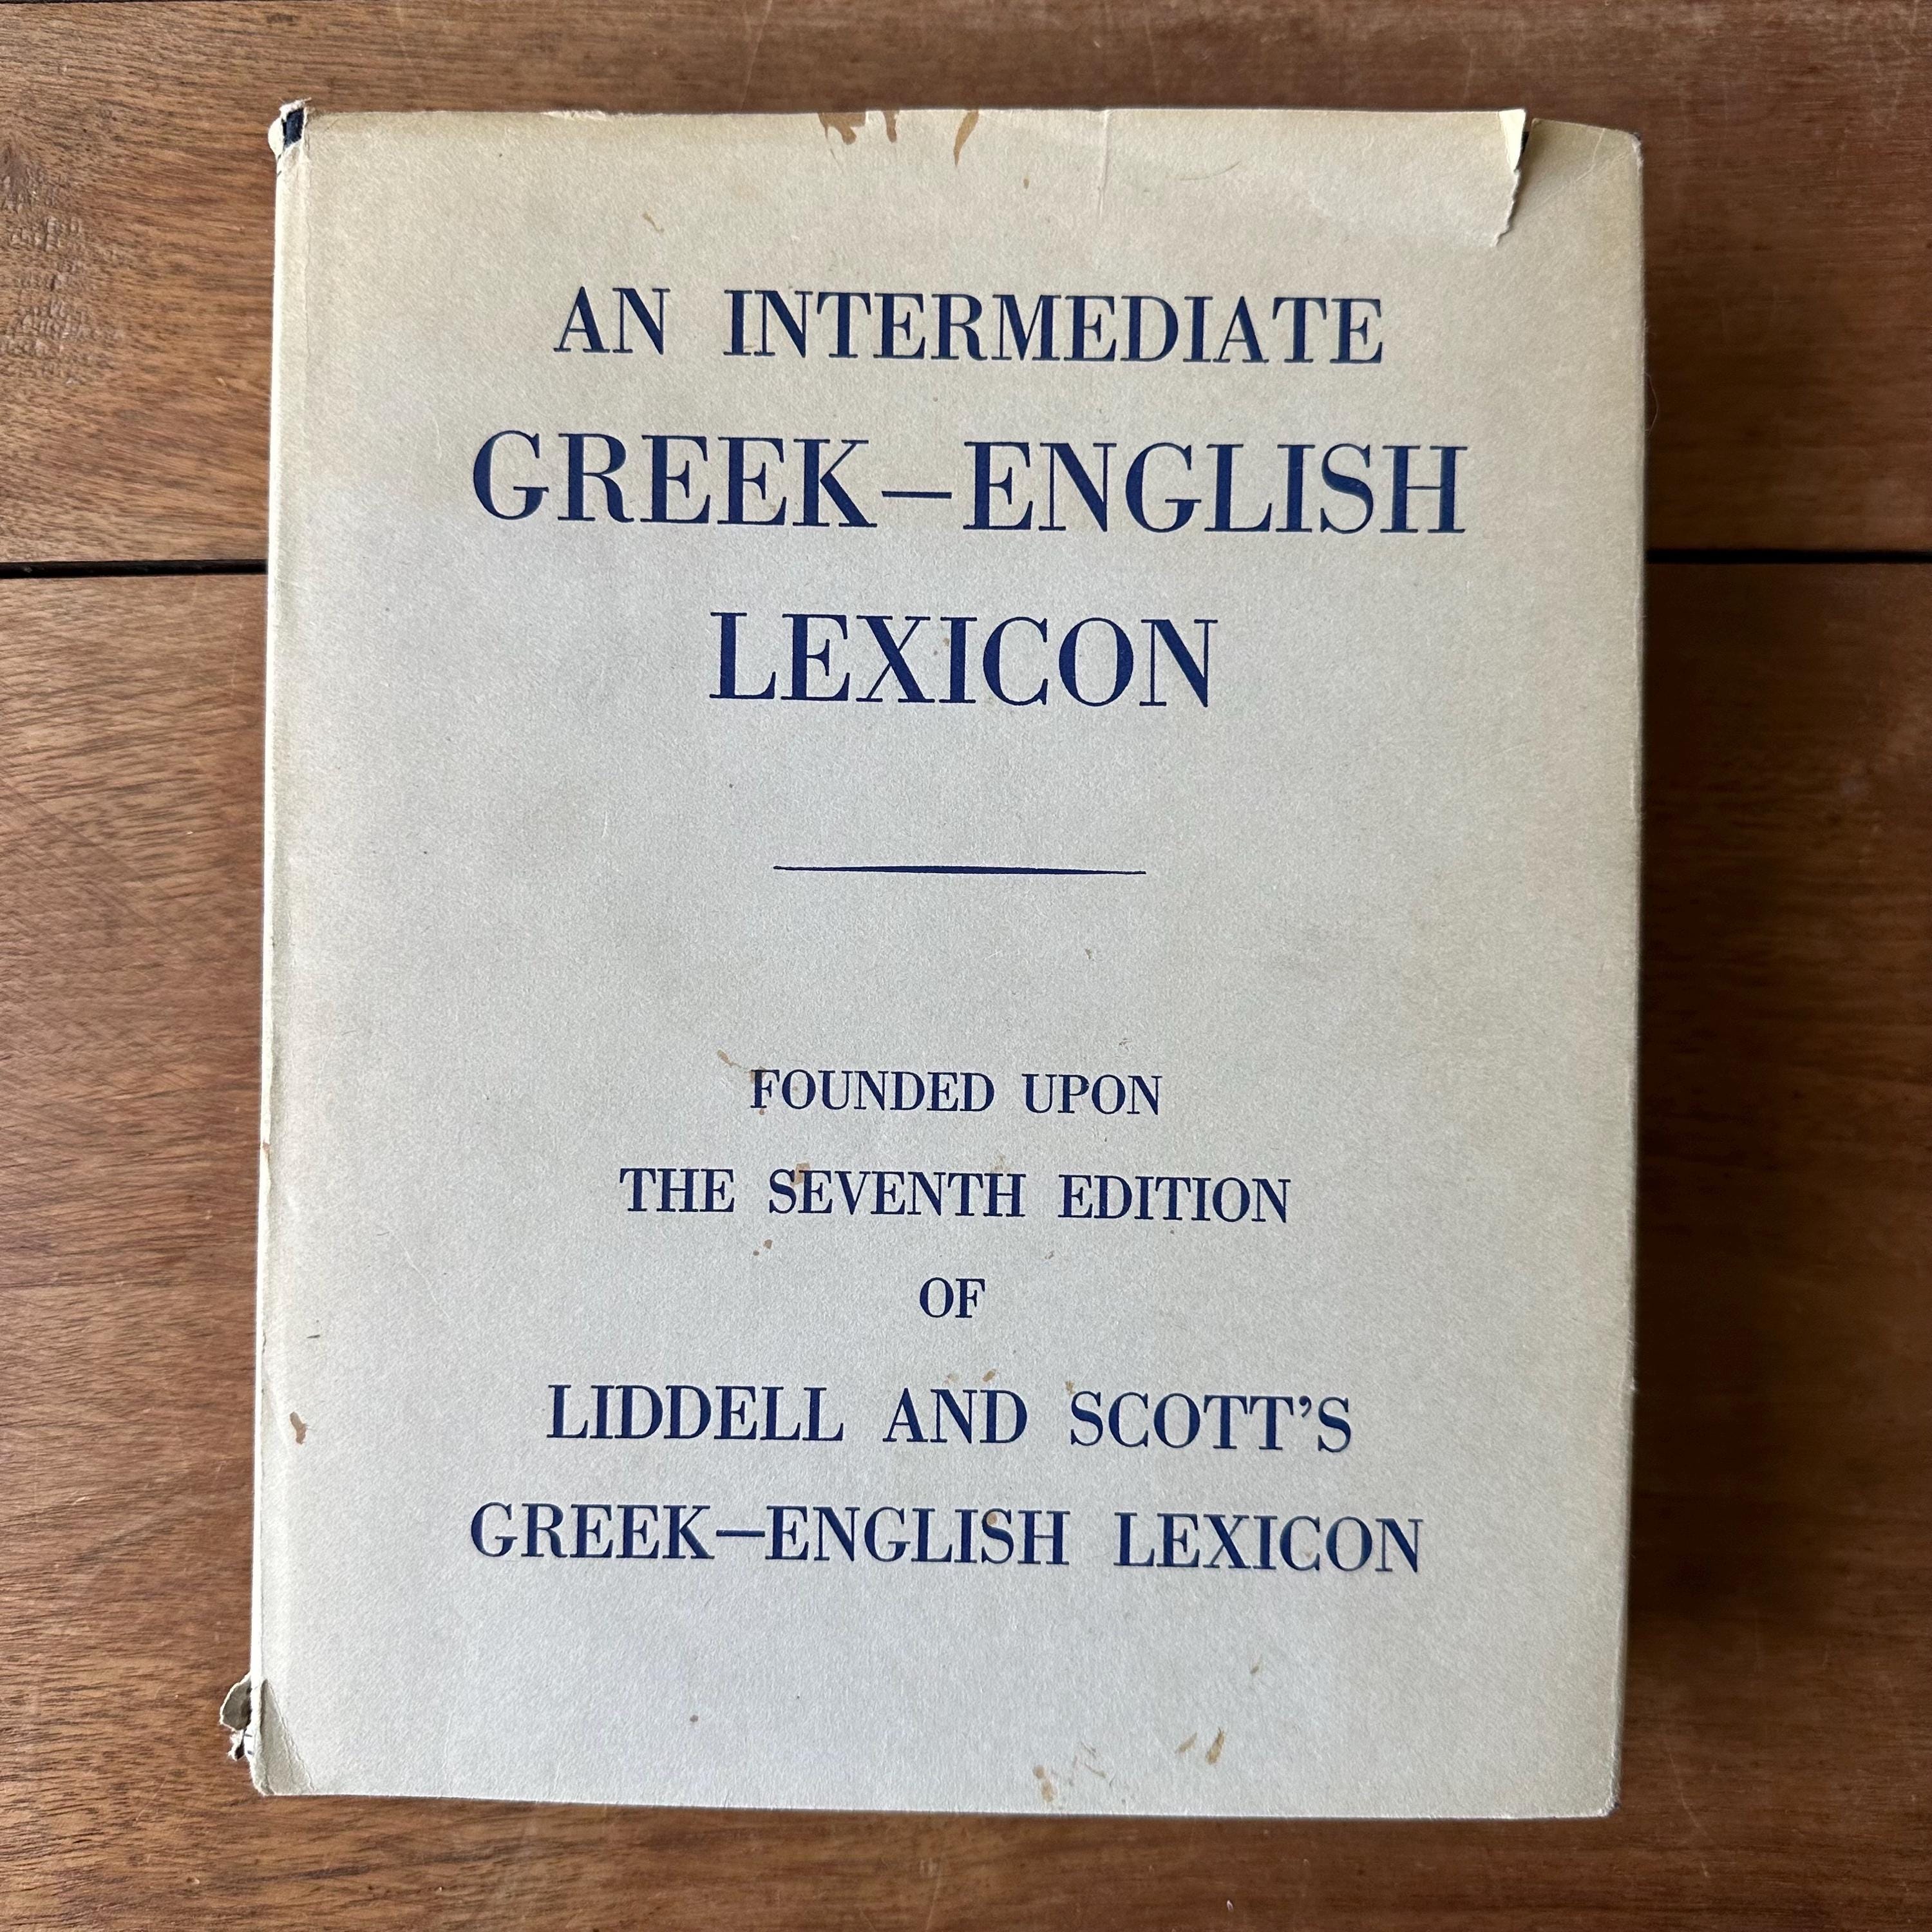 AN INTERMEDIATE
GREEK—ENGLISH
LEXICON
FOUNDED UPON
THE SEVENTH EDITION
OF
LIDDELL AND SCOTT’S
GREEK—ENGLISH LEXICON